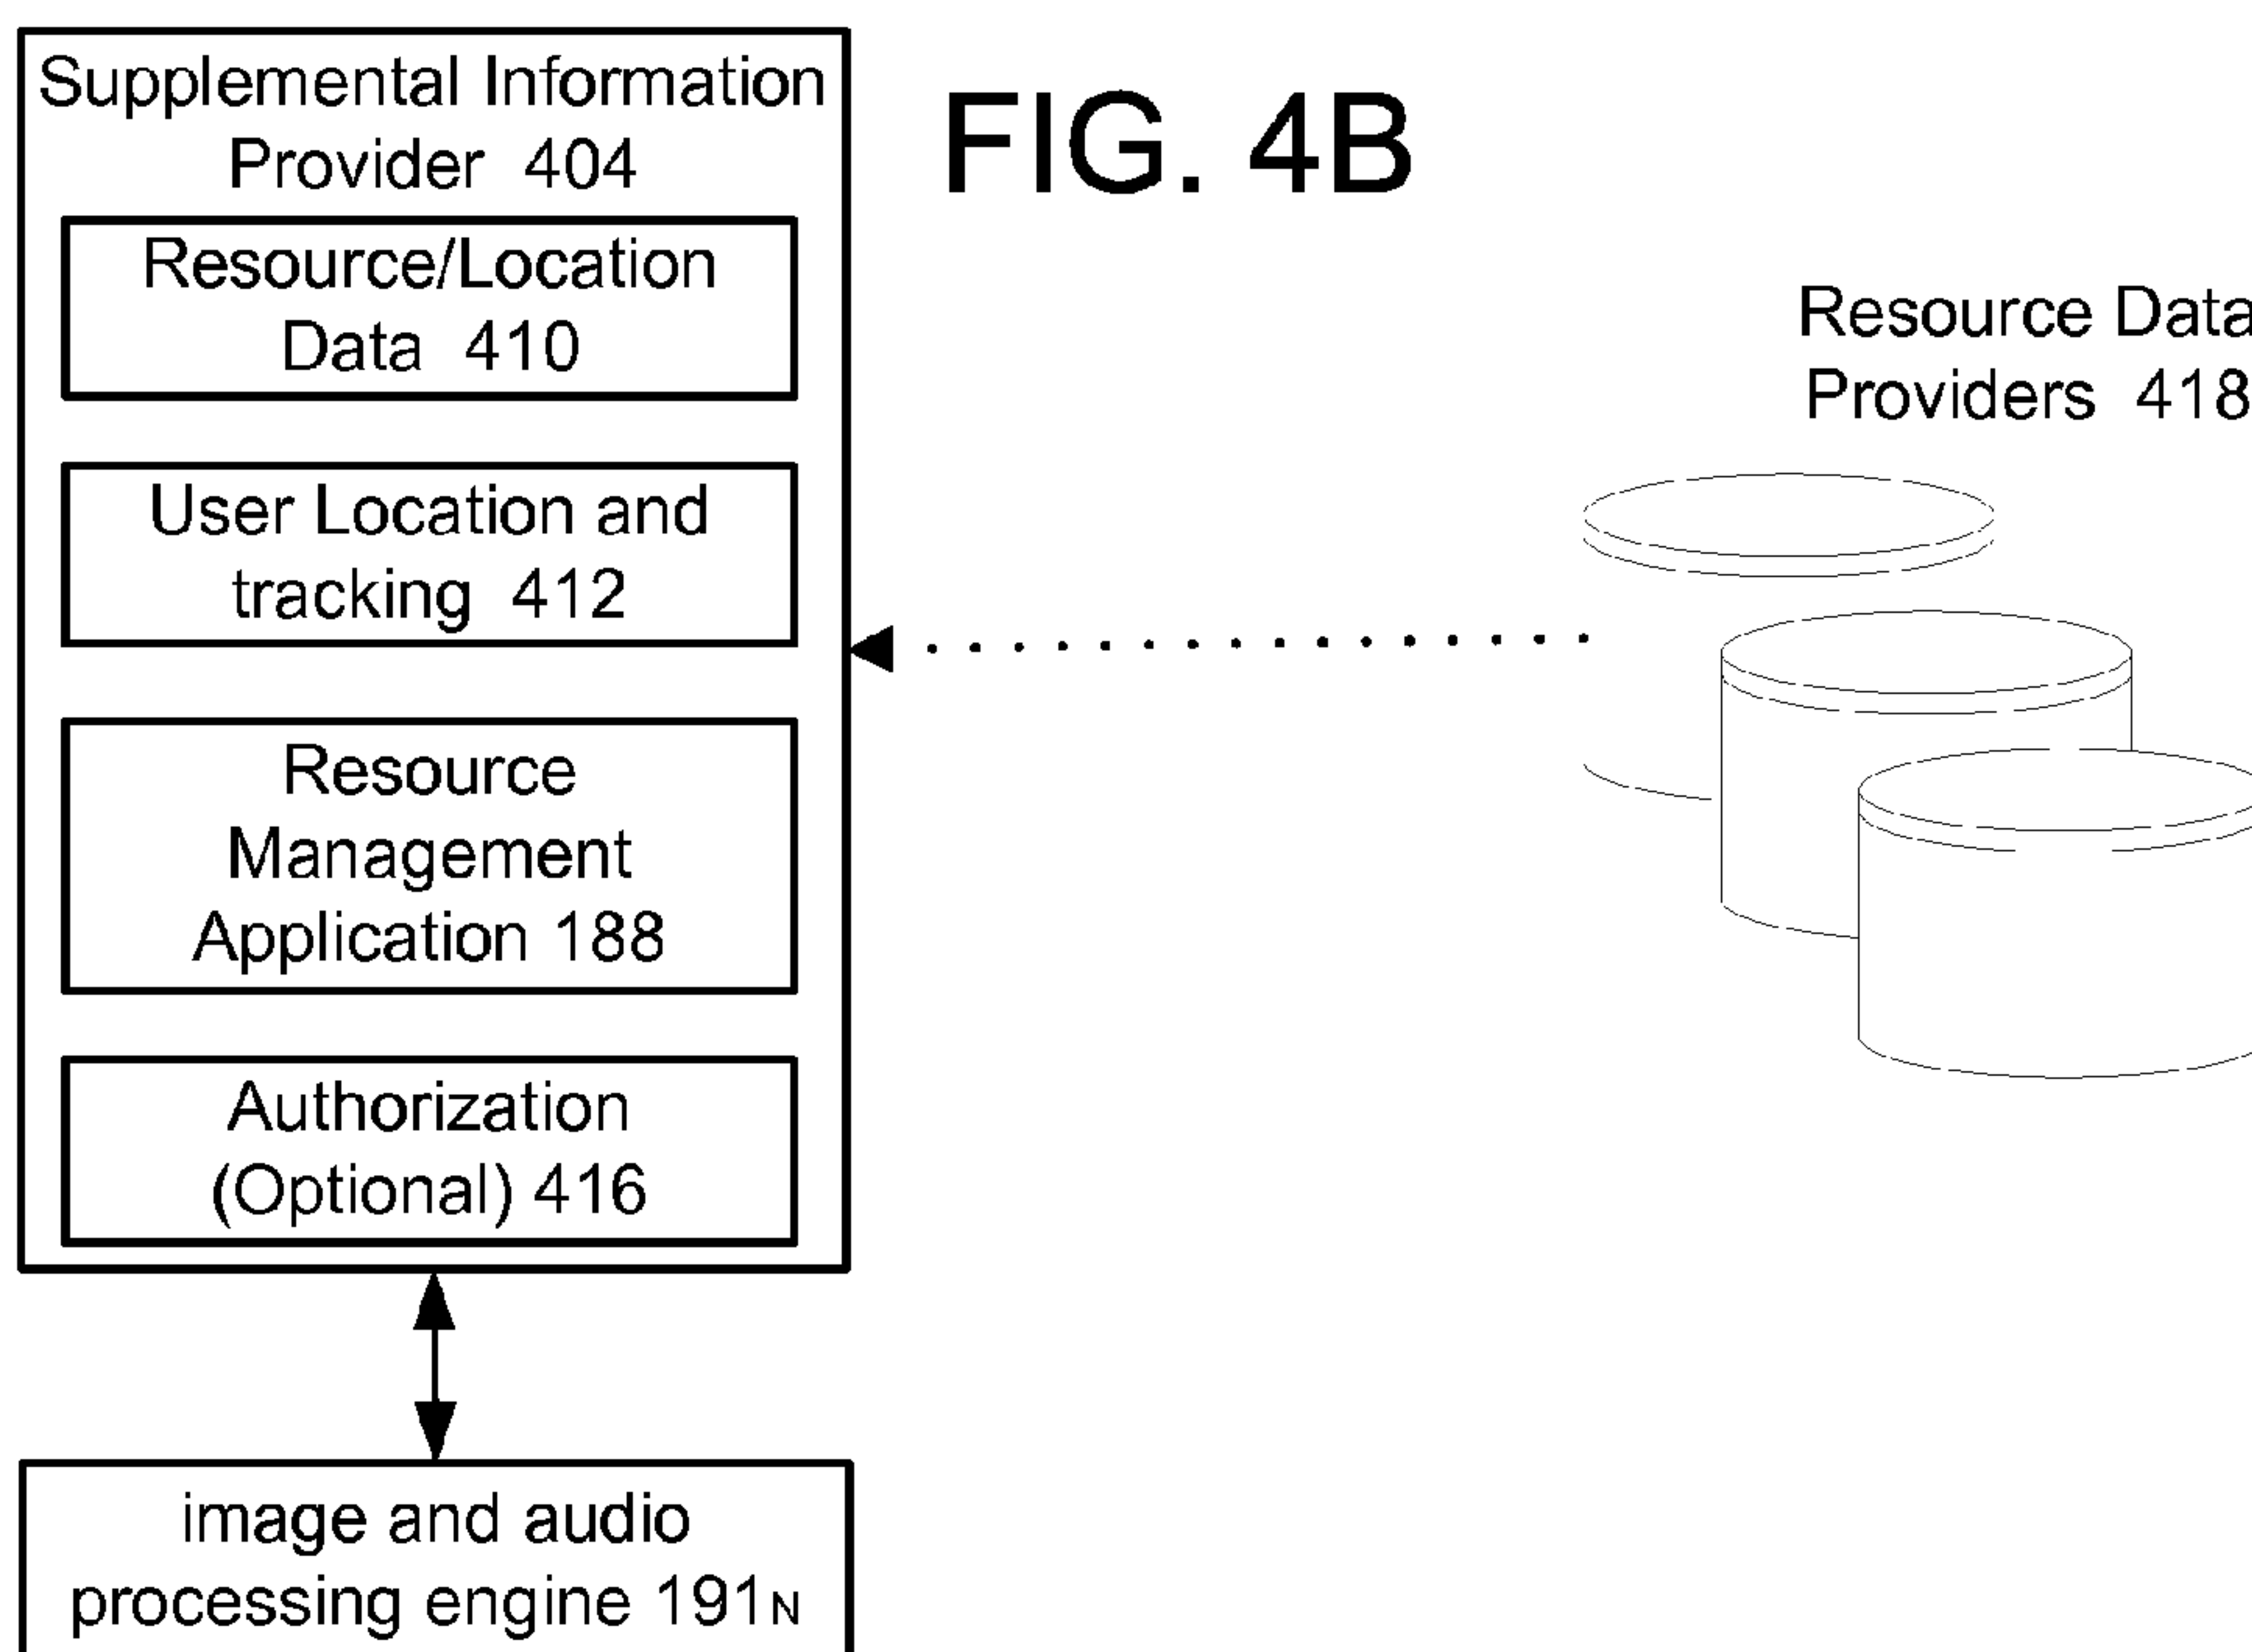 Supplemental Information
Provider 404
FIG. 4B
Resource/Location
Data 410
Resource Data
Providers 418
User Location and
tracking 412
Resource
Management
Application 188
Authorization
(Optional) 416
image and audio
processing engine 191N